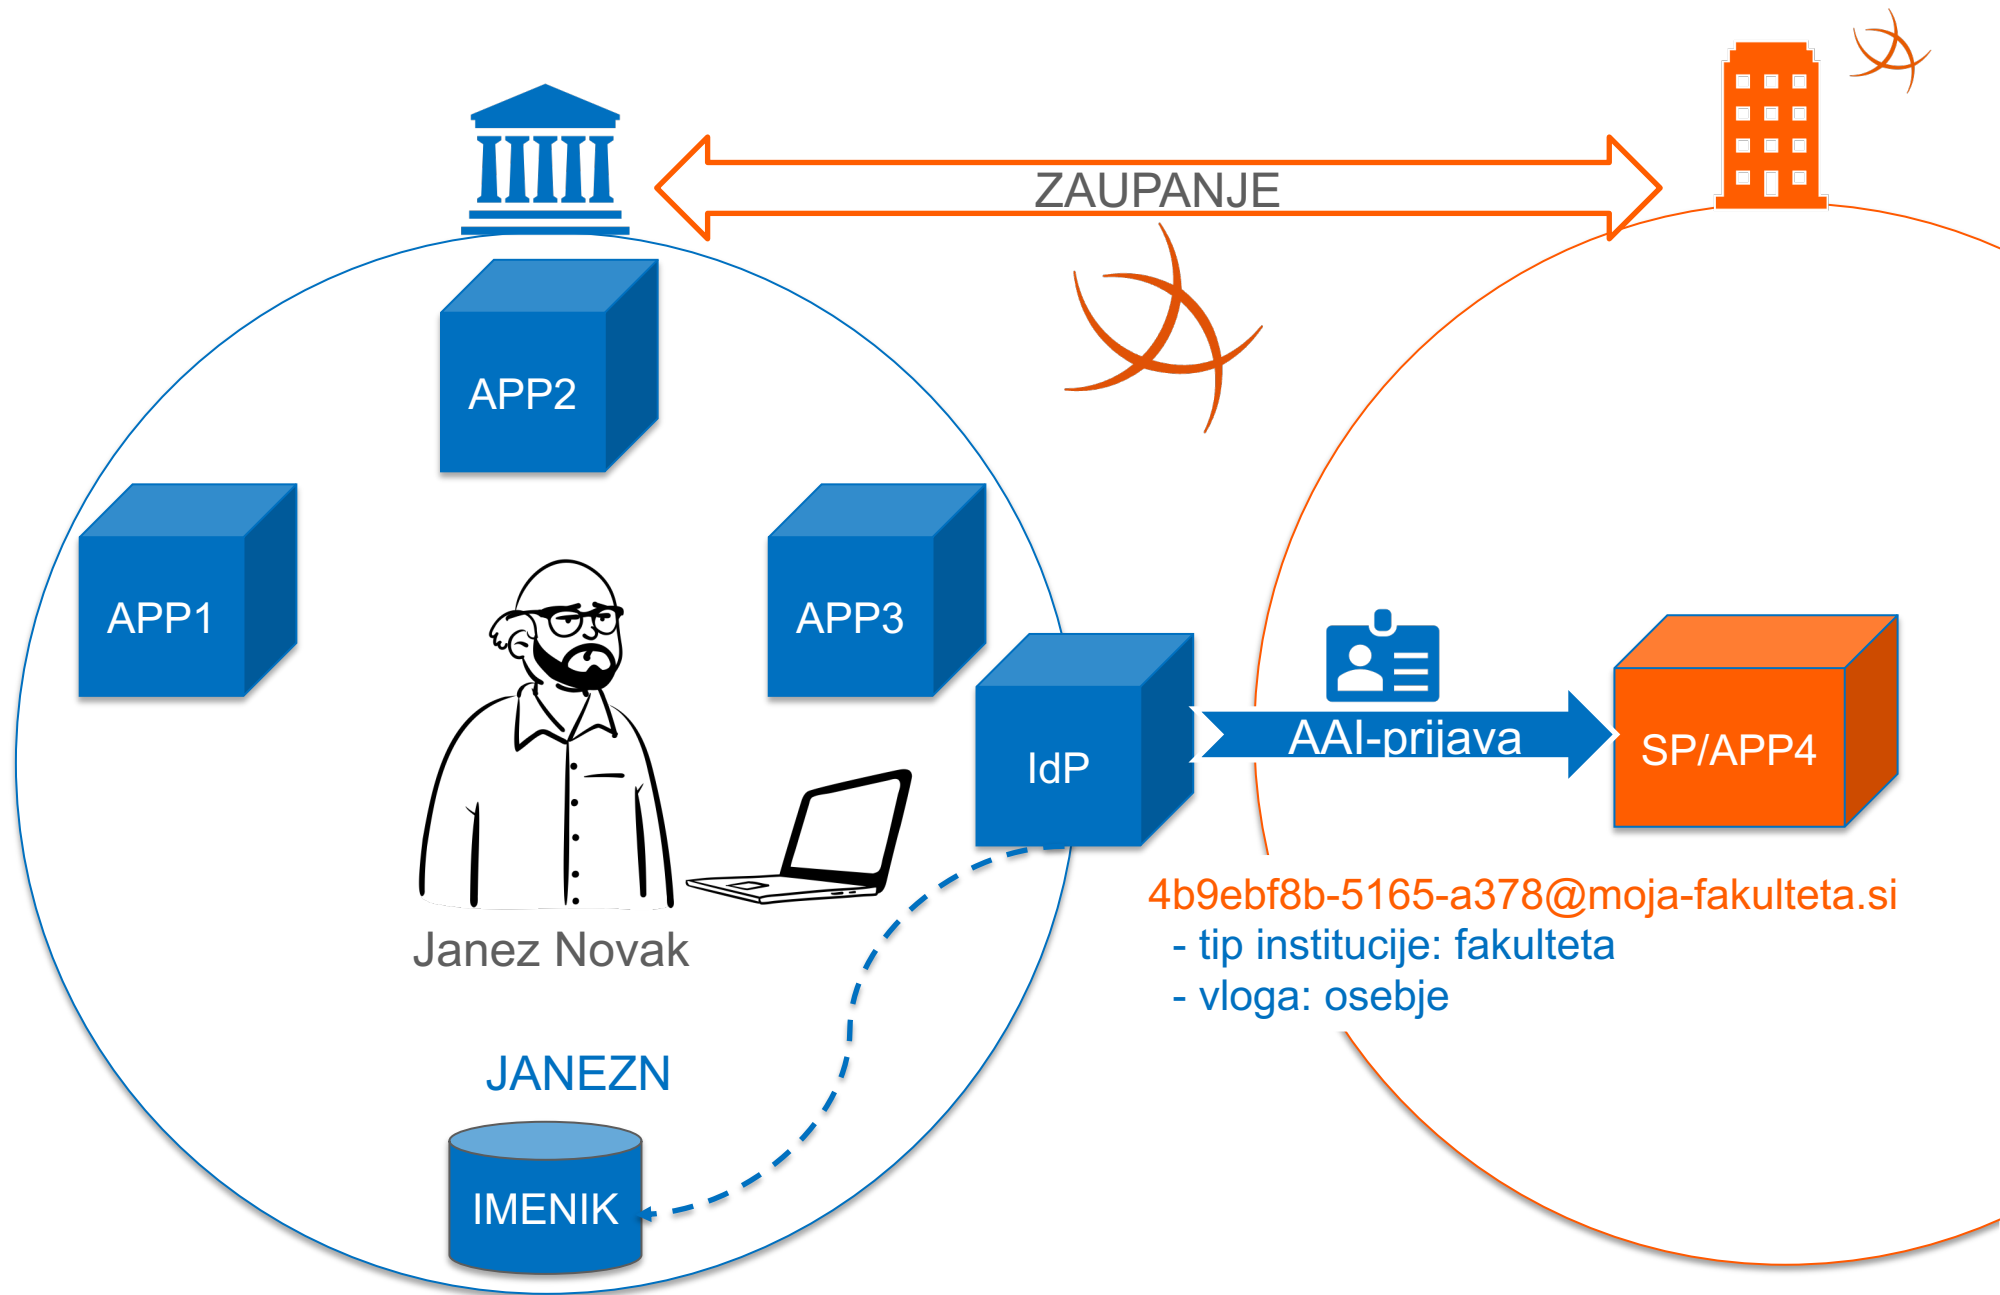 ZAUPANJE
APP2
APP1
APP3
IdP
AAI-prijava
SP/APP4
4b9ebf8b-5165-a378@moja-fakulteta.si
- tip institucije: fakulteta
- vloga: osebje
Janez Novak
JANEZN
IMENIK